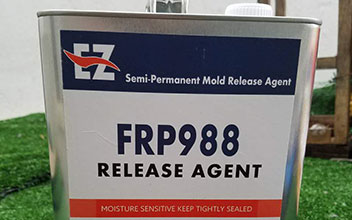 EZ
Semi-Permanent Mold Release Agent
FRP988
RELEASE AGENT
MOISTURE SENSITIVE KEEP TIGHTLY SEALED